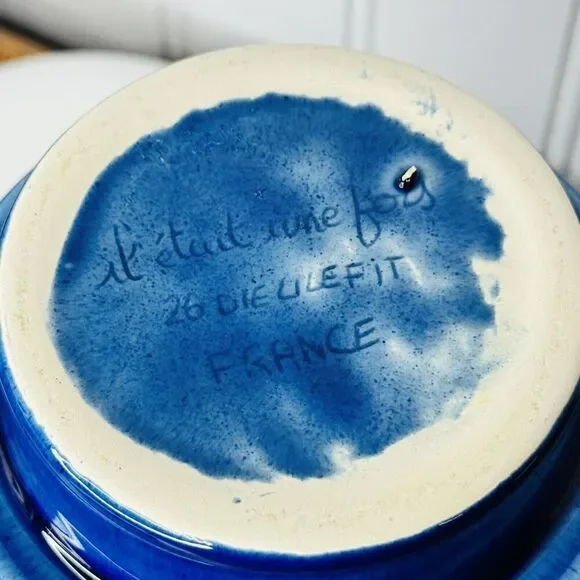 il était une fois
26 DIEULEFIT
FRANCE